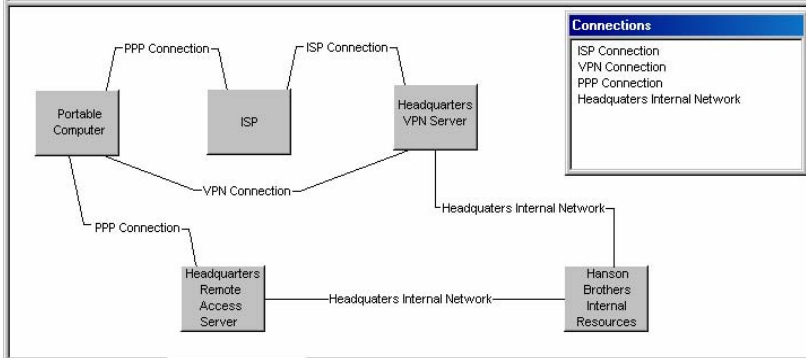 Connections
PPP Connection
ISP Connection
ISP Connection
VPN Connection
PPP Connection
Headquaters Internal Network
Portable
Computer
ISP
Headquarters
VPN Server
VPN Connection
Headquaters Internal Network
PPP Connection
Headquarters
Remote
Access
Server
Headquaters Internal Network
Hanson
Brothers
Internal
Resources